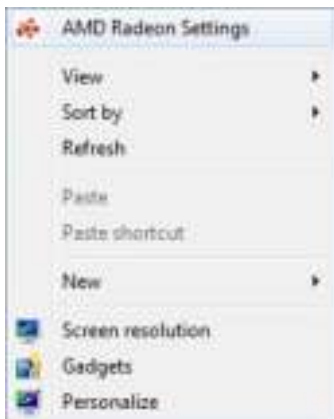 AMD Radeon Settings
View
Sort by
Refresh
Paste
Paste shortcut
New
Screen resolution
Gadgets
Personalize